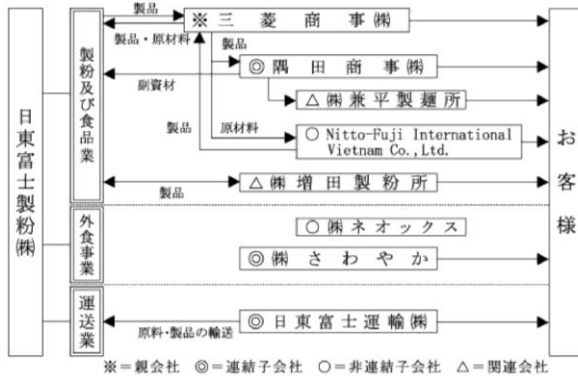 日東富士製粉㈱
製粉及び食品業
製品
製品・原材料
※三菱商事㈱
製品
◎隅田商事㈱
副資材
△㈱兼平製麺所
製品
原材料
○Nitto-Fuji International
Vietnam Co.,Ltd.
△㈱増田製粉所
製品
外食事業
○㈱ネオックス
◎㈱さわやか
運送業
◎日東富士運輸㈱
原料・製品の輸送
お客様
※=親会社 ◎=連結子会社 ○=非連結子会社 △=関連会社